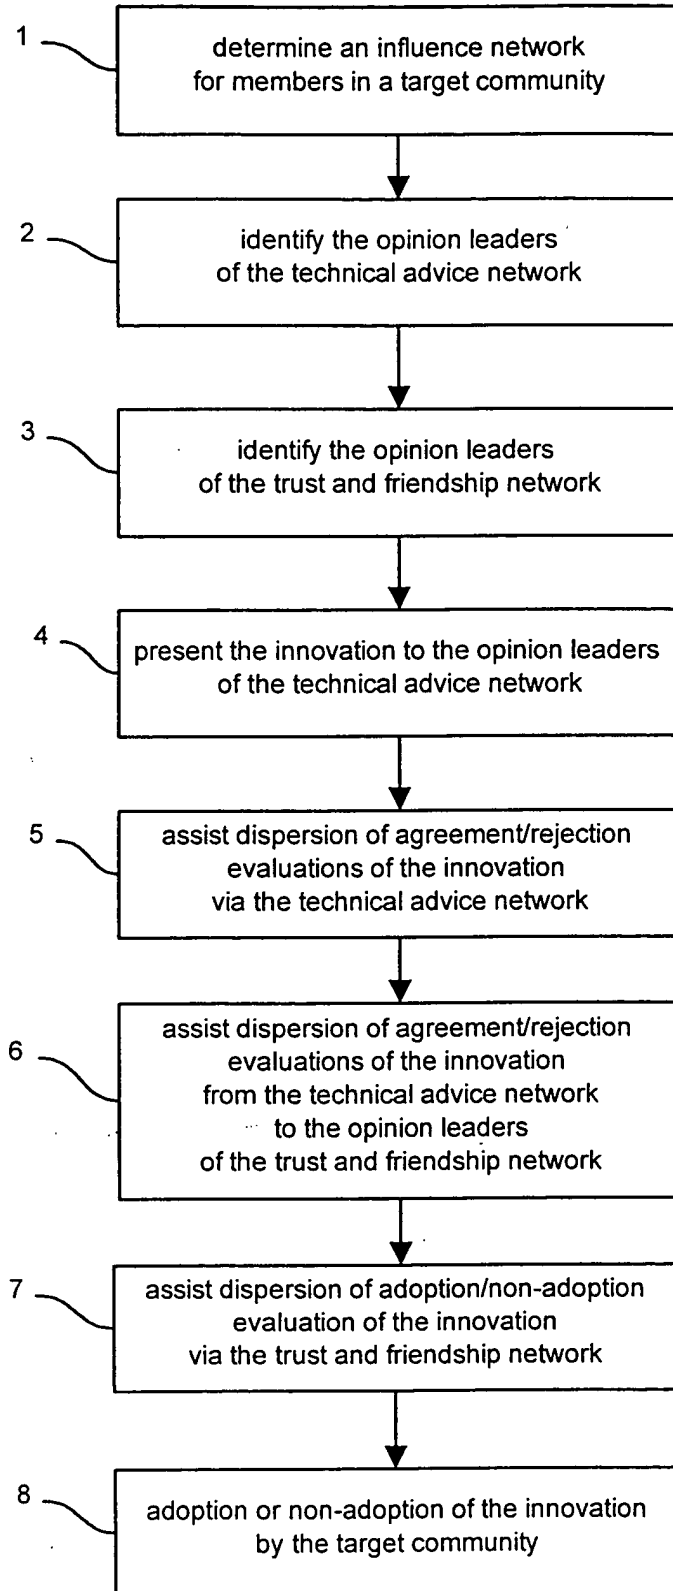 1
determine an influence network
for members in a target community
2
identify the opinion leaders
of the technical advice network
3
identify the opinion leaders
of the trust and friendship network
4
present the innovation to the opinion leaders
of the technical advice network
5
assist dispersion of agreement/rejection
evaluations of the innovation
via the technical advice network
6
assist dispersion of agreement/rejection
evaluations of the innovation
from the technical advice network
to the opinion leaders
of the trust and friendship network
7
assist dispersion of adoption/non-adoption
evaluation of the innovation
via the trust and friendship network
8
adoption or non-adoption of the innovation
by the target community